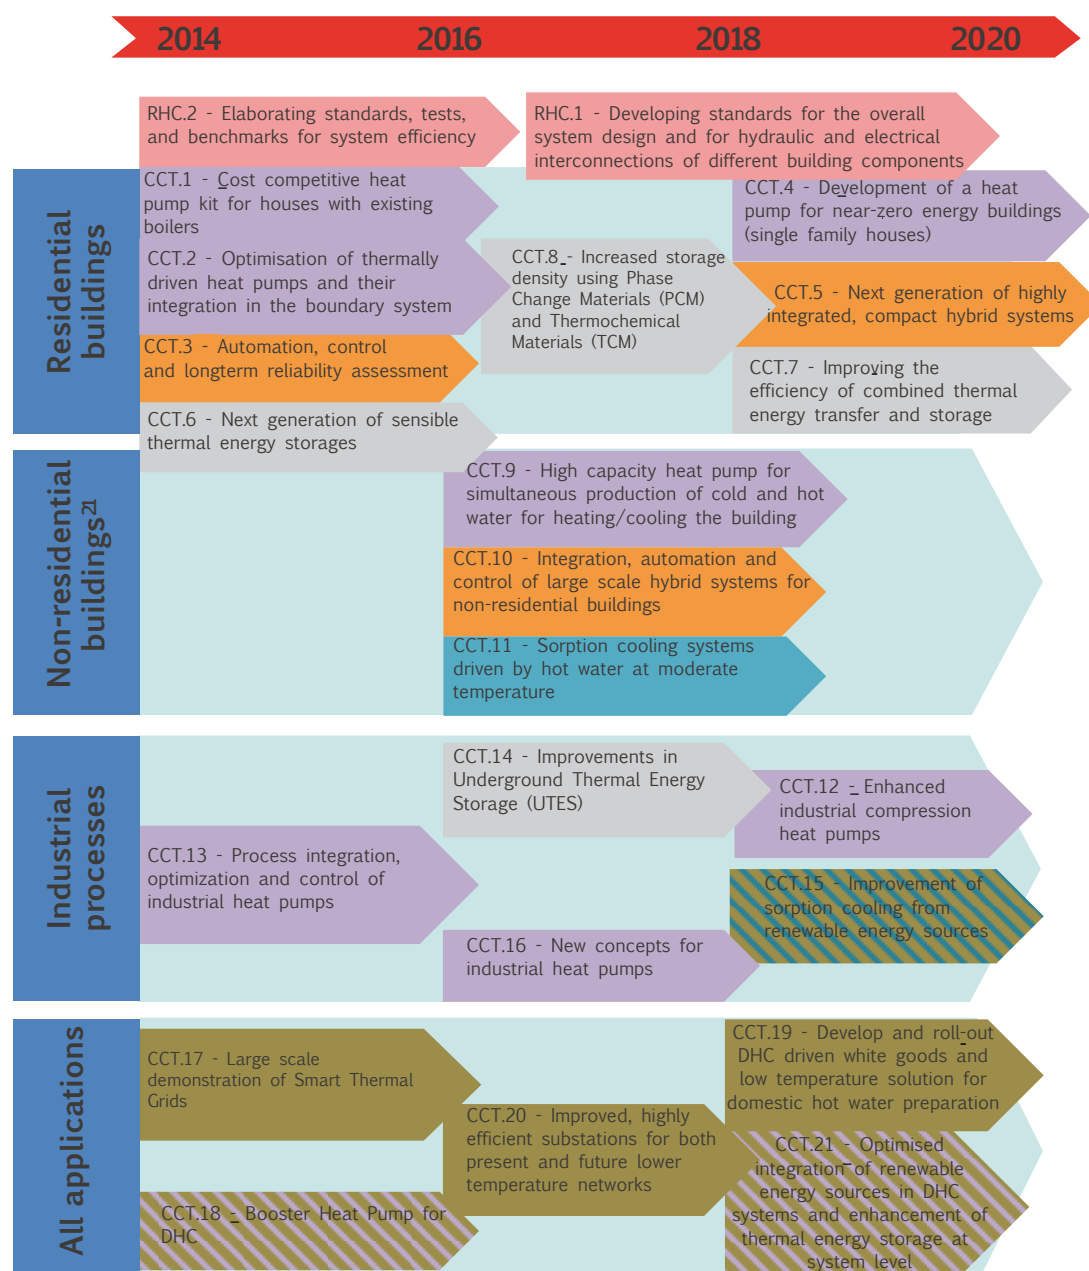 2014 2016 2018 2020
RHC.2 - Elaborating standards, tests,
and benchmarks for system efficiency
RHC.1 - Developing standards for the overall
system design and for hydraulic and electrical
interconnections of different building components
Residential
buildings
CCT.1 - Cost competitive heat
pump kit for houses with existing
boilers
CCT.2 - Optimisation of thermally
driven heat pumps and their
integration in the boundary system
CCT.3 - Automation, control
and longterm reliability assessment
CCT.6 - Next generation of sensible
thermal energy storages
CCT.8 - Increased storage
density using Phase
Change Materials (PCM)
and Thermochemical
Materials (TCM)
CCT.4 - Development of a heat
pump for near-zero energy buildings
(single family houses)
CCT.5 - Next generation of highly
integrated, compact hybrid systems
CCT.7 - Improving the
efficiency of combined thermal
energy transfer and storage
Non-residential
buildings21
CCT.9 - High capacity heat pump for
simultaneous production of cold and hot
water for heating/cooling the building
CCT.10 - Integration, automation and
control of large scale hybrid systems for
non-residential buildings
CCT.11 - Sorption cooling systems
driven by hot water at moderate
temperature
Industrial
processes
CCT.14 - Improvements in
Underground Thermal Energy
Storage (UTES)
CCT.12 - Enhanced
industrial compression
heat pumps
CCT.13 - Process integration,
optimization and control of
industrial heat pumps
CCT.15 - Improvement of
sorption cooling from
renewable energy sources
CCT.16 - New concepts for
industrial heat pumps
All applications
CCT.17 - Large scale
demonstration of Smart Thermal
Grids
CCT.19 - Develop and roll-out
DHC driven white goods and
low temperature solution for
domestic hot water preparation
CCT.20 - Improved, highly
efficient substations for both
present and future lower
temperature networks
CCT.18 - Booster Heat Pump for
DHC
CCT.21 - Optimised
integration of renewable
energy sources in DHC
systems and enhancement of
thermal energy storage at
system level